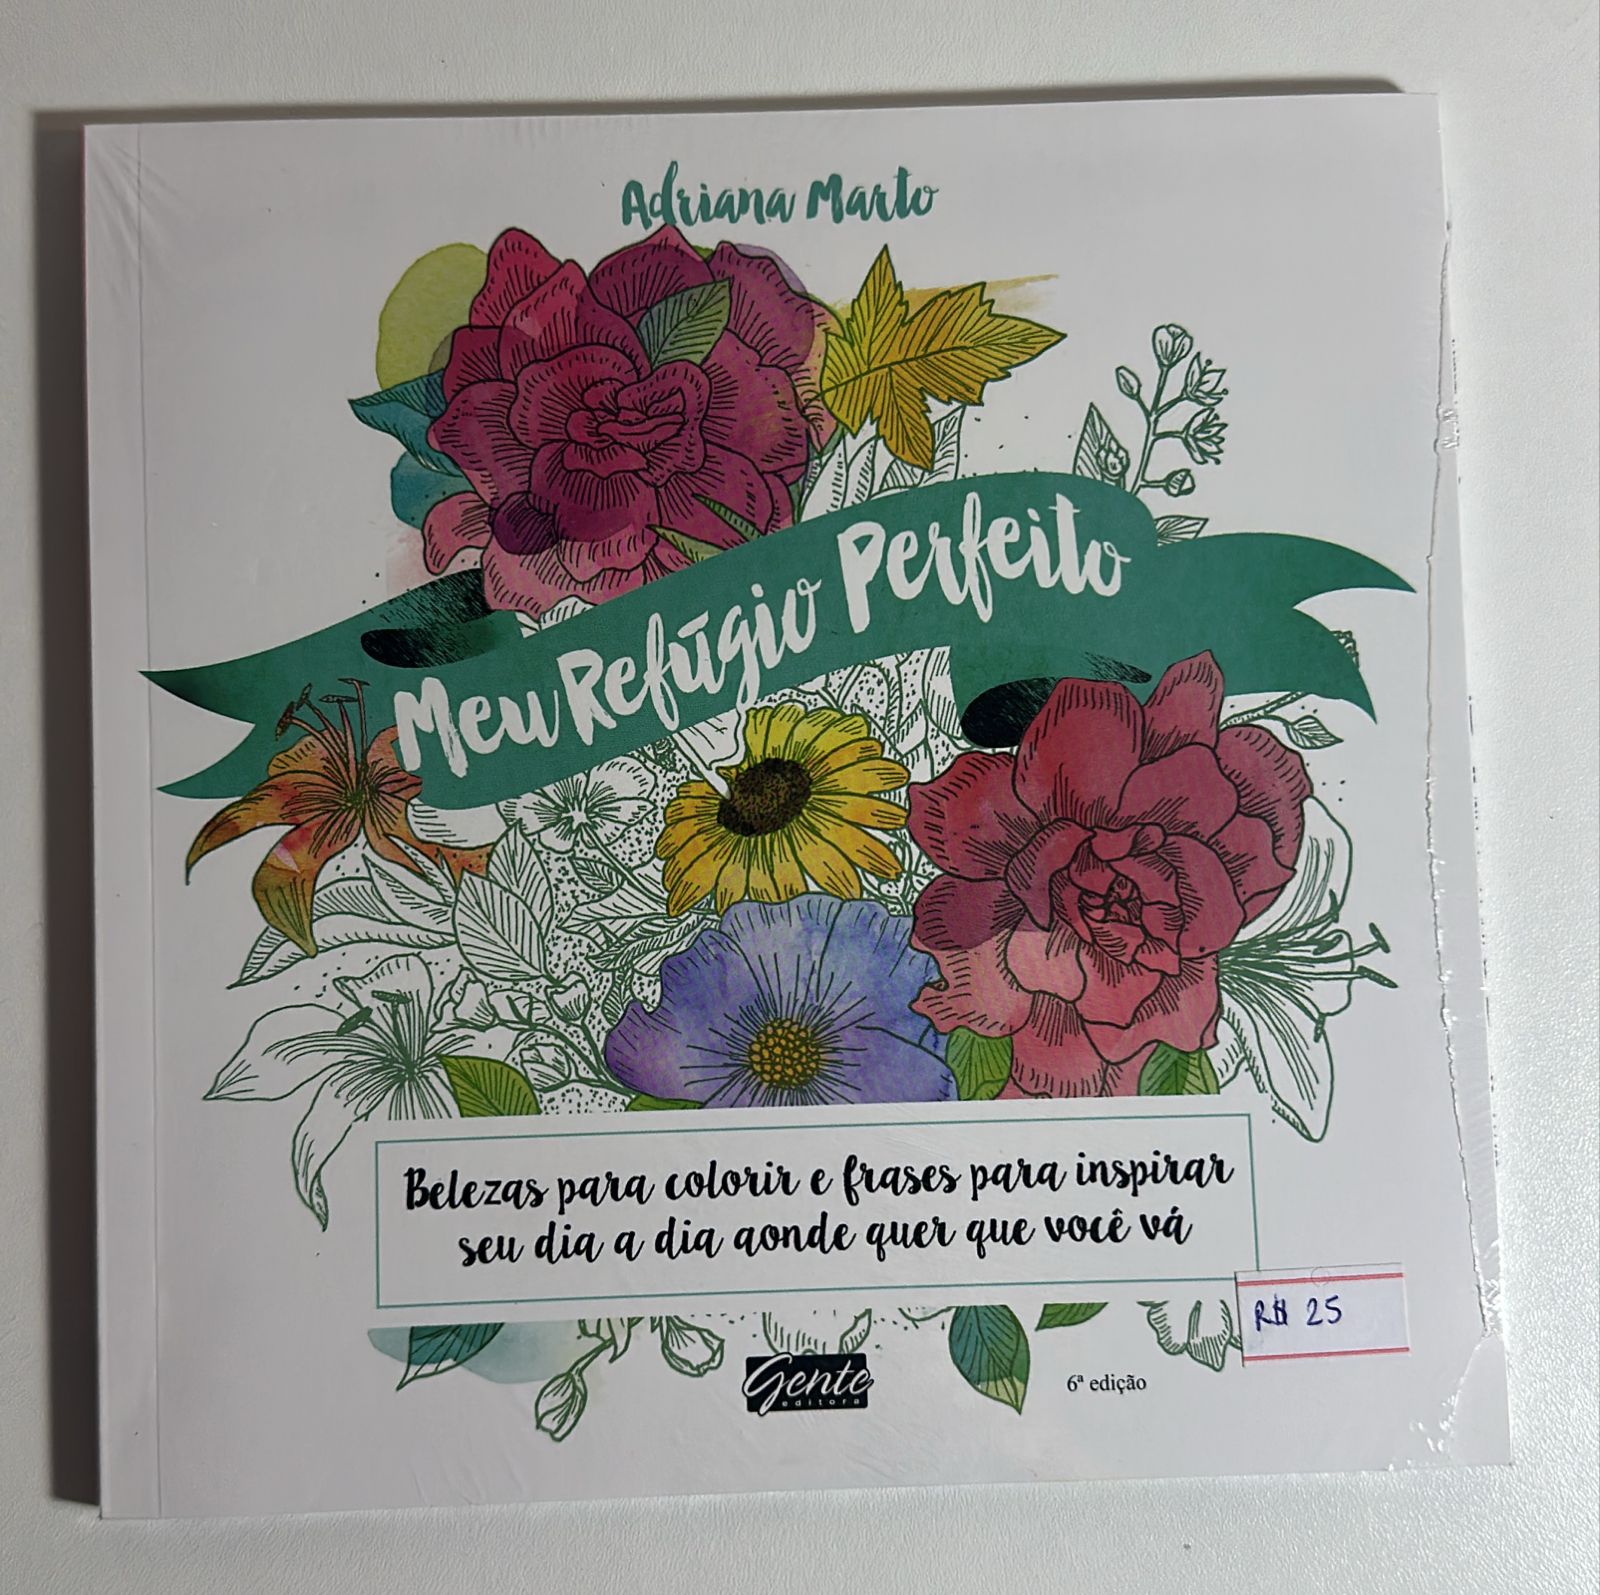 Adriana Marto
Meu Refúgio Perfeito
Belezas para colorir e frases para inspirar
seu dia a dia aonde quer que você vá
R$ 25
Gente
editora
6ª edição